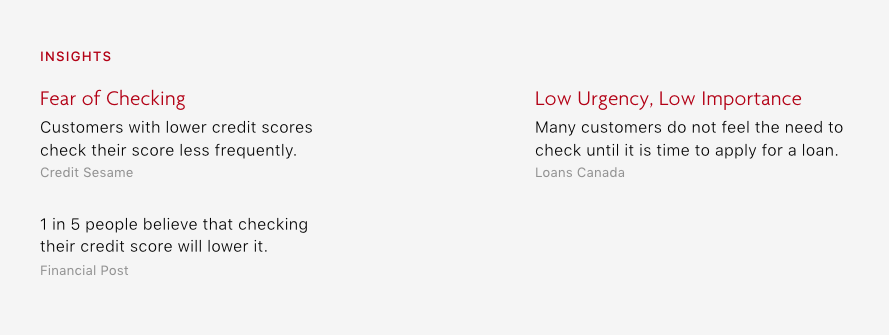 INSIGHTS
Fear of Checking
Customers with lower credit scores
check their score less frequently.
Credit Sesame
1 in 5 people believe that checking
their credit score will lower it.
Financial Post
Low Urgency, Low Importance
Many customers do not feel the need to
check until it is time to apply for a loan.
Loans Canada